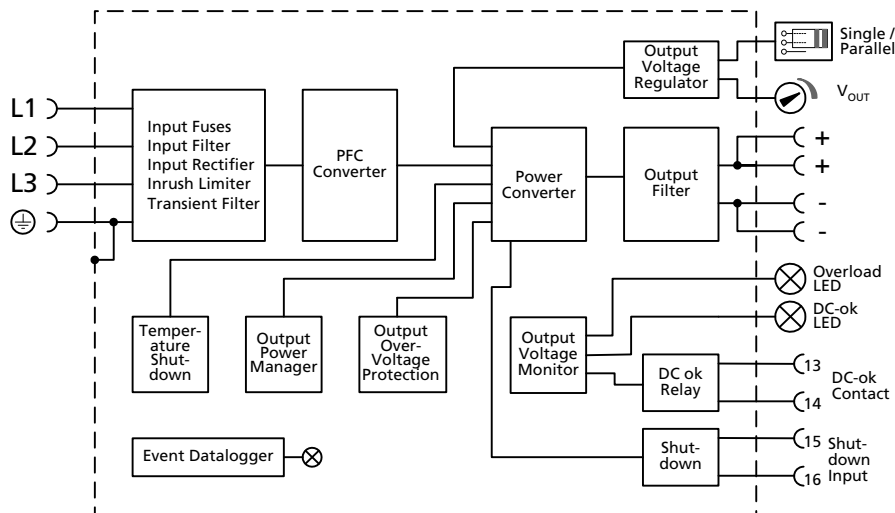 Output
Voltage
Regulator
Single /
Parallel
VOUT
L1
L2
L3
Input Fuses
Input Filter
Input Rectifier
Inrush Limiter
Transient Filter
PFC
Converter
Power
Converter
Output
Filter
+
+
-
-
Temper-
ature
Shut-
down
Output
Power
Manager
Output
Over-
Voltage
Protection
Output
Voltage
Monitor
Overload
LED
DC-ok
LED
DC ok
Relay
13
14
DC-ok
Contact
Event Datalogger
Shut-
down
15
16
Shut-
down
Input